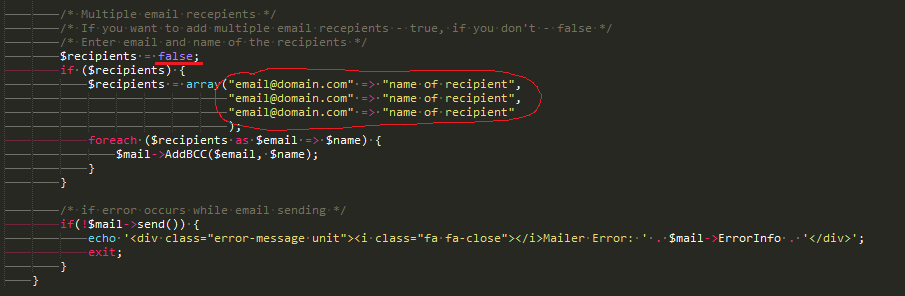 /* Multiple email recepients */
/* If you want to add multiple email recepients - true, if you don't - false */
/* Enter email and name of the recipients */
$recipients = false;
if ($recipients) {
$recipients = array("email@domain.com" => "name of recipient",
"email@domain.com" => "name of recipient",
"email@domain.com" => "name of recipient"
);
foreach ($recipients as $email => $name) {
$mail->AddBCC($email, $name);
}
}
/* if error occurs while email sending */
if(!$mail->send()) {
echo '<div class="error-message unit"><i class="fa fa-close"></i>Mailer Error: ' . $mail->ErrorInfo . '</div>';
exit;
}
}